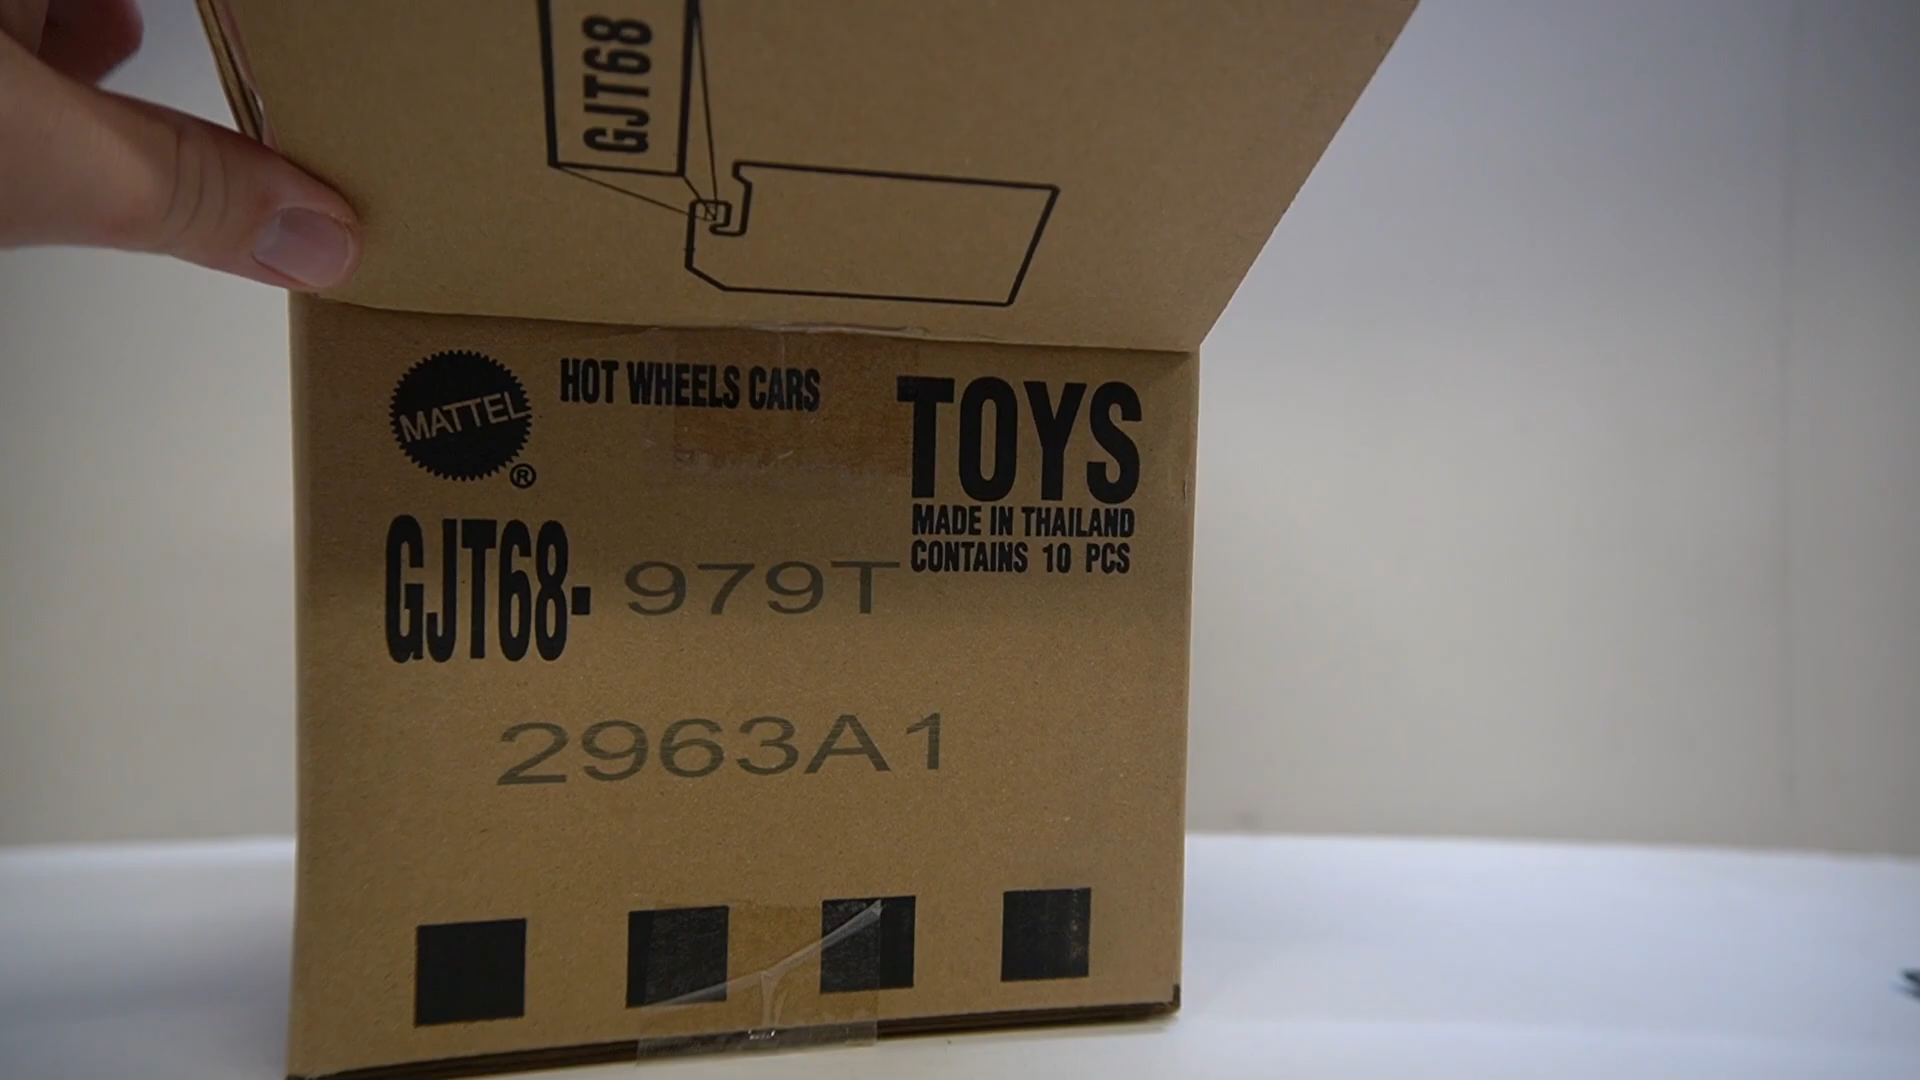 GJT68
MATTEL
®
HOT WHEELS CARS
TOYS
MADE IN THAILAND
CONTAINS 10 PCS
GJT68- 979T
2963A1